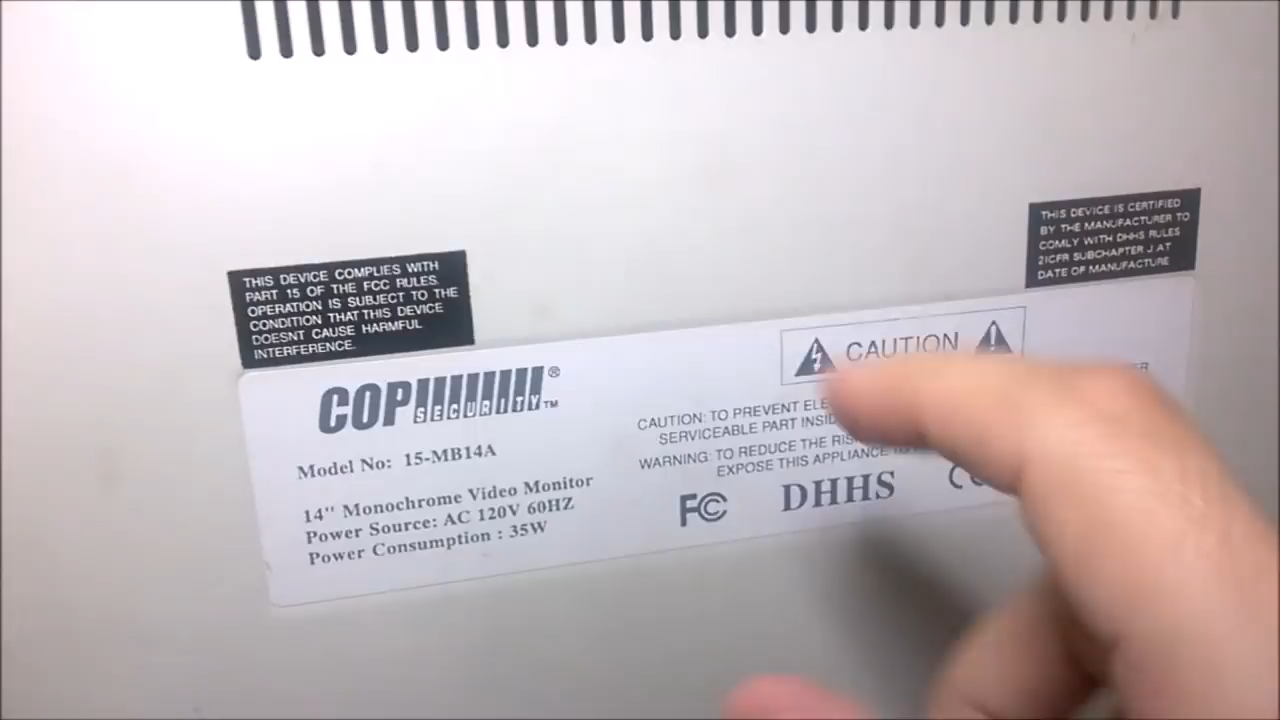 THIS DEVICE COMPLIES WITH
PART 15 OF THE FCC RULES.
OPERATION IS SUBJECT TO THE
CONDITION THAT THIS DEVICE
DOESNT CAUSE HARMFUL
INTERFERENCE.
THIS DEVICE IS CERTIFIED
BY THE MANUFACTURER TO
COMLY WITH DHHS RULES
21CFR SUBCHAPTER J.AT
DATE OF MANUFACTURE
COP SECURITY ® ™
Model No: 15-MB14A
14" Monochrome Video Monitor
Power Source: AC 120V 60HZ
Power Consumption : 35W
CAUTION
CAUTION: TO PREVENT
SERVICEABLE PART
WARNING: TO REDUCE THE
EXPOSE THIS APPLIANCE
FC DHHS